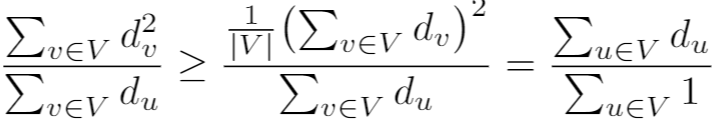 \frac{\sum_{v \in V} d_v^2}{\sum_{v \in V} d_u} \geq \frac{\frac{1}{|V|} \left( \sum_{v \in V} d_v \right)^2}{\sum_{v \in V} d_u} = \frac{\sum_{u \in V} d_u}{\sum_{u \in V} 1}